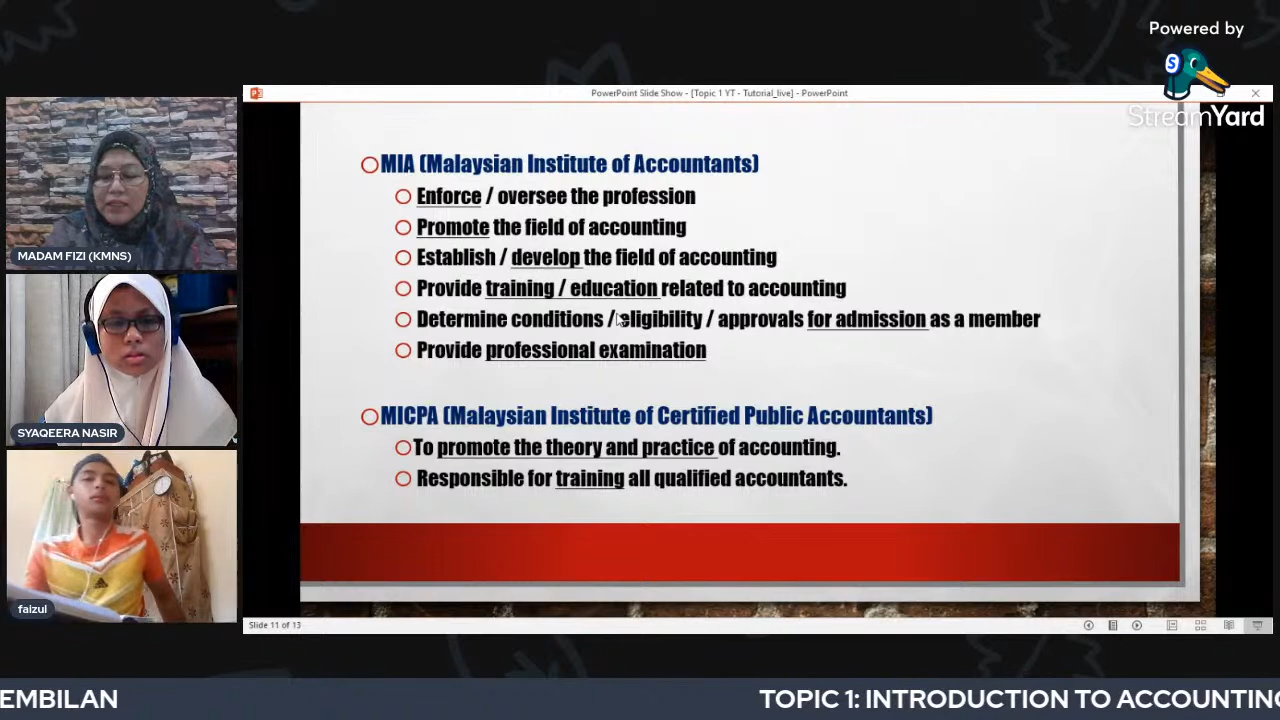 Powered by
StreamYard
PowerPoint Slide Show - [Topic 1 YT - Tutorial_live] - PowerPoint
MIA (Malaysian Institute of Accountants)
Enforce / oversee the profession
Promote the field of accounting
Establish / develop the field of accounting
Provide training / education related to accounting
Determine conditions / eligibility / approvals for admission as a member
Provide professional examination
MICPA (Malaysian Institute of Certified Public Accountants)
To promote the theory and practice of accounting.
Responsible for training all qualified accountants.
Slide 11 of 13
MADAM FIZI (KMNS)
SYAQEERA NASIR
faizul
EMBILAN
TOPIC 1: INTRODUCTION TO ACCOUNTING